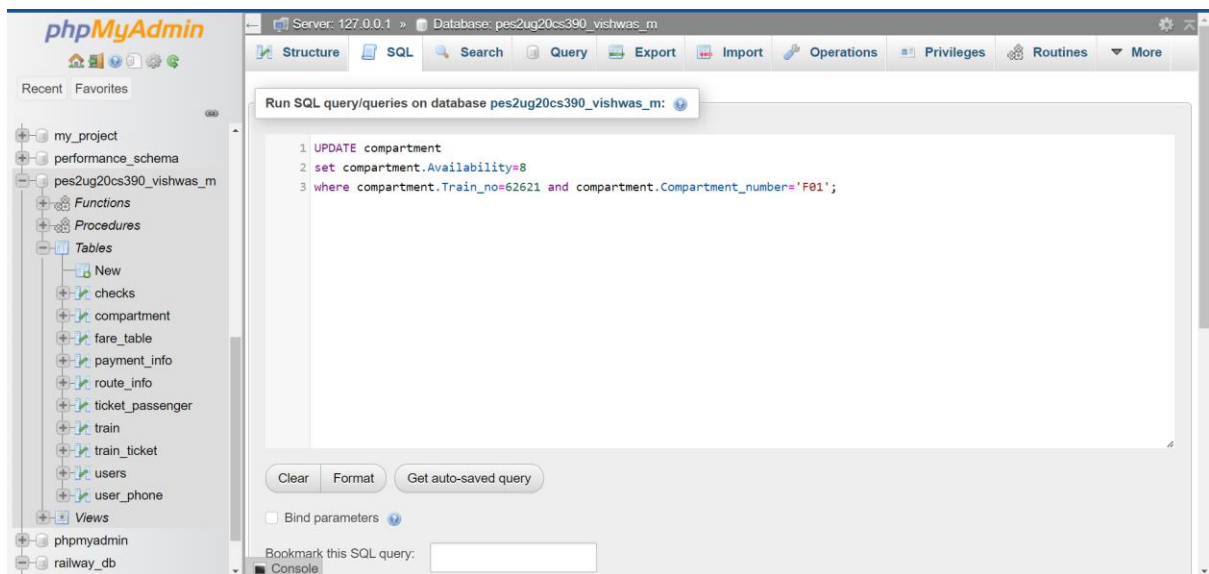 phpMyAdmin
Recent Favorites
my_project
performance_schema
pes2ug20cs390_vishwas_m
Functions
Procedures
Tables
New
checks
compartment
fare_table
payment_info
route_info
ticket_passenger
train
train_ticket
users
user_phone
Views
phpmyadmin
railway_db
Server: 127.0.0.1 » Database: pes2ug20cs390_vishwas_m
Structure SQL Search Query Export Import Operations Privileges Routines More
Run SQL query/queries on database pes2ug20cs390_vishwas_m:
1 UPDATE compartment
2 set compartment.Availability=8
3 where compartment.Train_no=62621 and compartment.Compartment_number='F01';
Clear Format Get auto-saved query
Bind parameters
Bookmark this SQL query:
Console